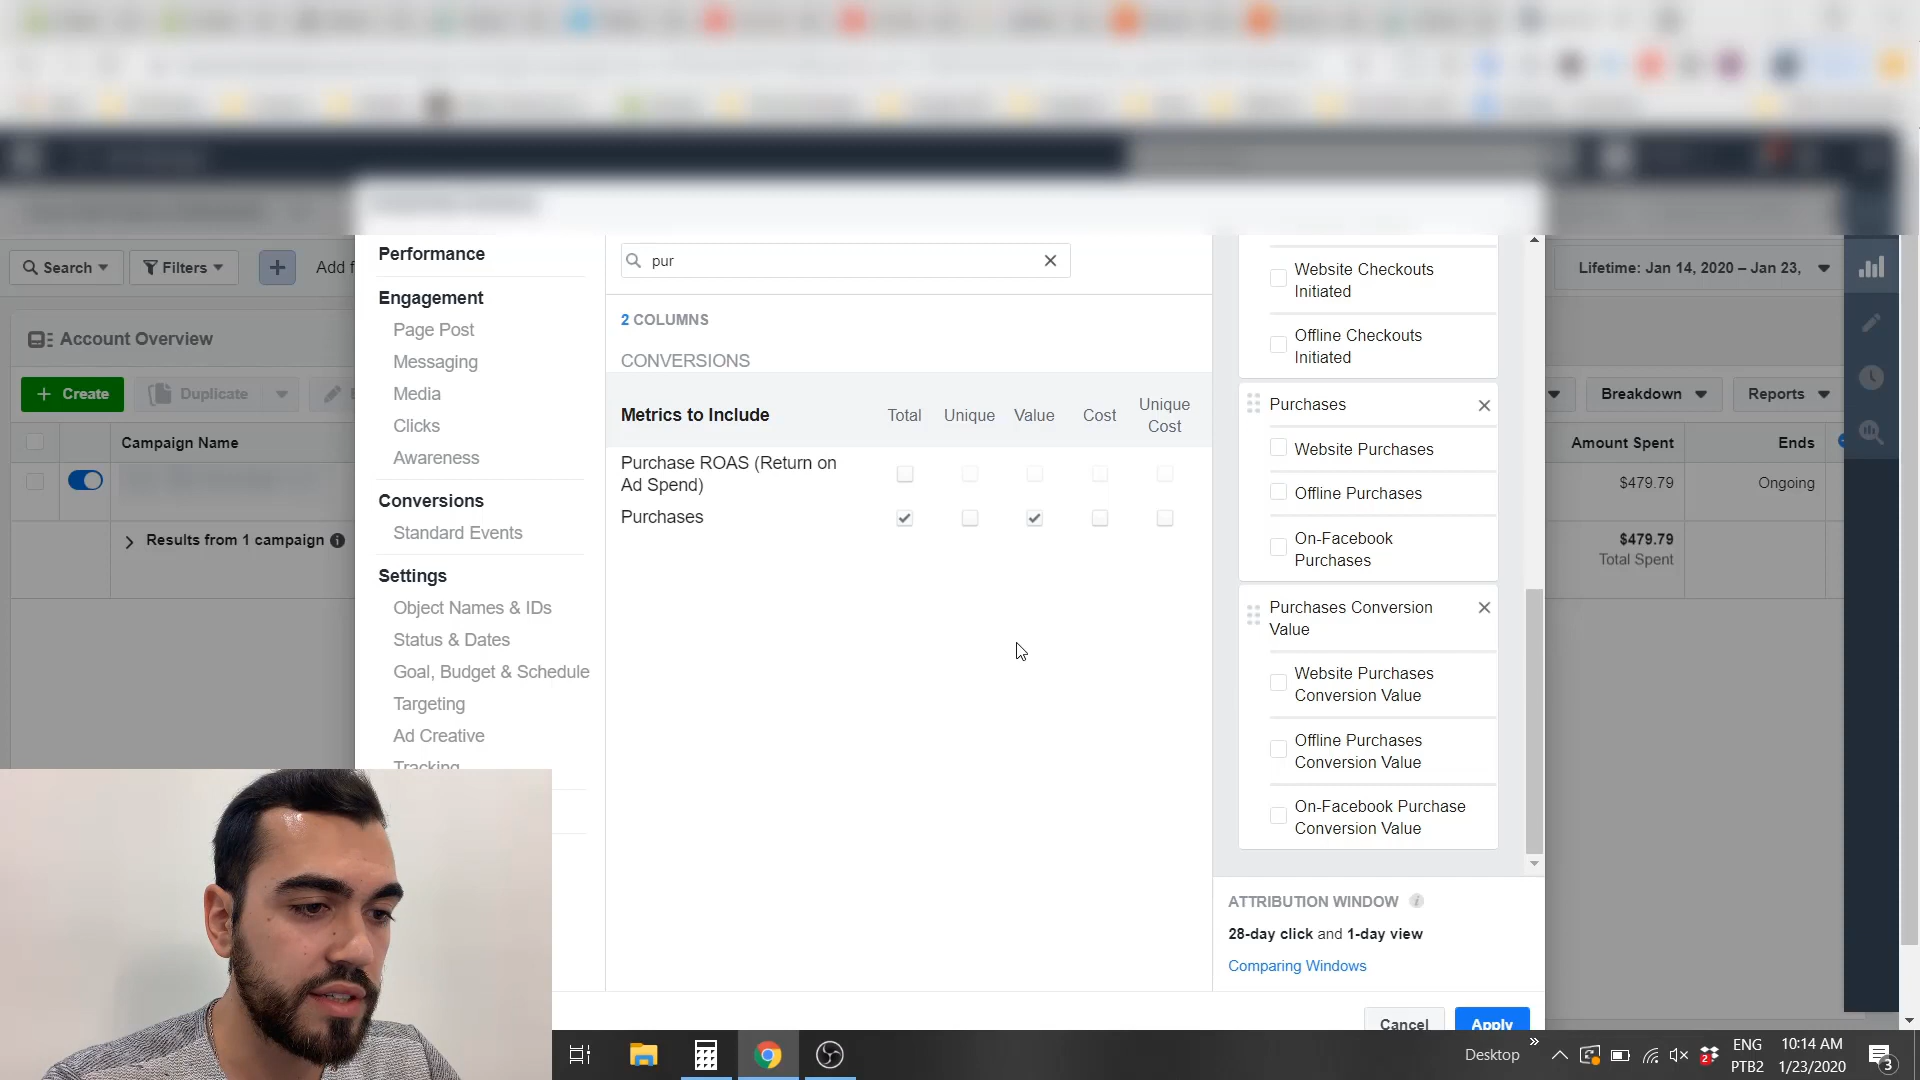 Performance
Engagement
Page Post
Messaging
Media
Clicks
Awareness
Conversions
Standard Events
Settings
Object Names & IDs
Status & Dates
Goal, Budget & Schedule
Targeting
Ad Creative
Tracking
pur
2 COLUMNS
CONVERSIONS
Metrics to Include Total Unique Value Cost Unique
Cost
Purchase ROAS (Return on
Ad Spend)
Purchases
Website Checkouts
Initiated
Offline Checkouts
Initiated
Purchases
Website Purchases
Offline Purchases
On-Facebook
Purchases
Purchases Conversion
Value
Website Purchases
Conversion Value
Offline Purchases
Conversion Value
On-Facebook Purchase
Conversion Value
ATTRIBUTION WINDOW
28-day click and 1-day view
Comparing Windows
Cancel Apply
Search Filters Add f
Account Overview
Create Duplicate
Campaign Name
Results from 1 campaign
Lifetime: Jan 14, 2020 – Jan 23,
Breakdown Reports
Amount Spent Ends
$479.79 Ongoing
$479.79
Total Spent
Desktop
2
ENG 10:14 AM
PTB2 1/23/2020
3